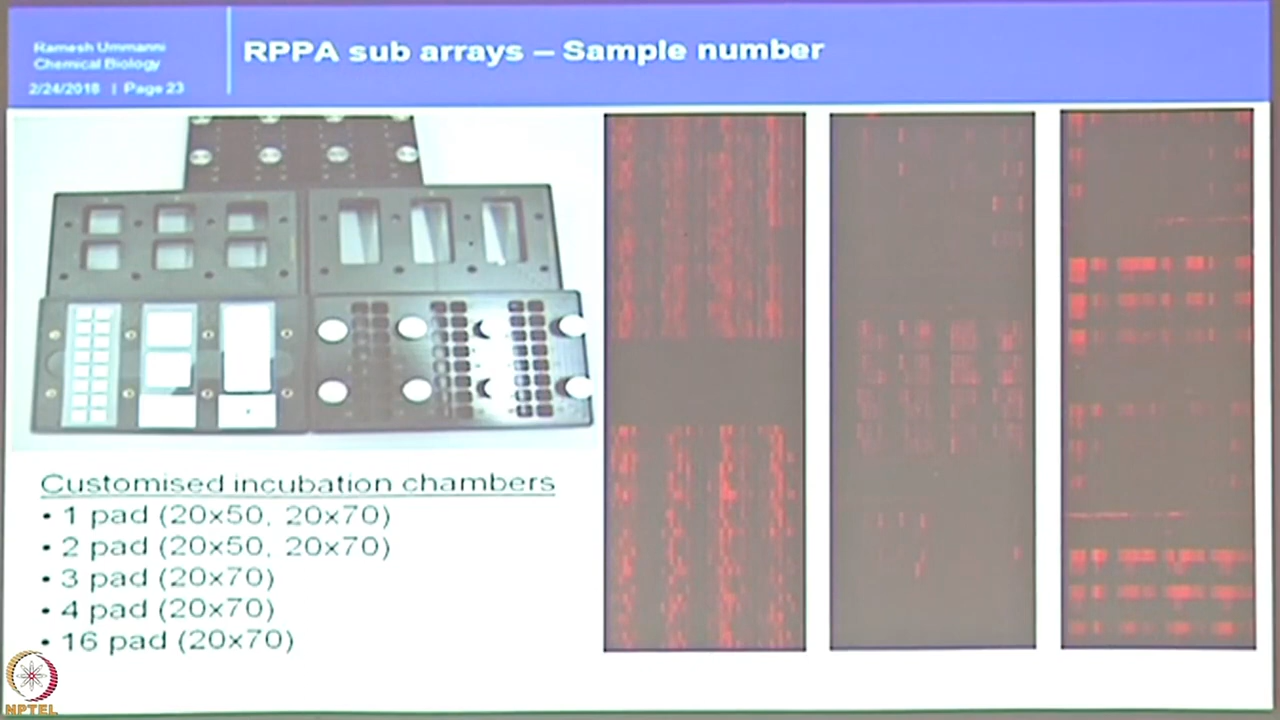 Ramesh Ummanni
Chemical Biology
2/24/2018 | Page 23
RPPA sub arrays – Sample number
Customised incubation chambers
• 1 pad (20x50, 20x70)
• 2 pad (20x50, 20x70)
• 3 pad (20x70)
• 4 pad (20x70)
• 16 pad (20x70)
NPTEL